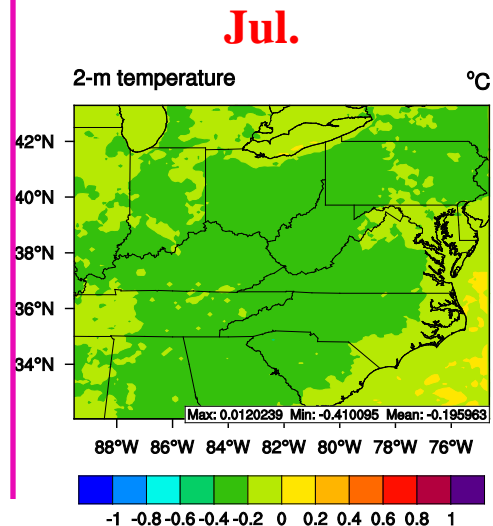 Jul.
2-m temperature °C
42°N
40°N
38°N
36°N
34°N
Max: 0.0120239 Min: -0.410095 Mean: -0.195963
88°W 86°W 84°W 82°W 80°W 78°W 76°W
-1 -0.8 -0.6 -0.4 -0.2 0 0.2 0.4 0.6 0.8 1